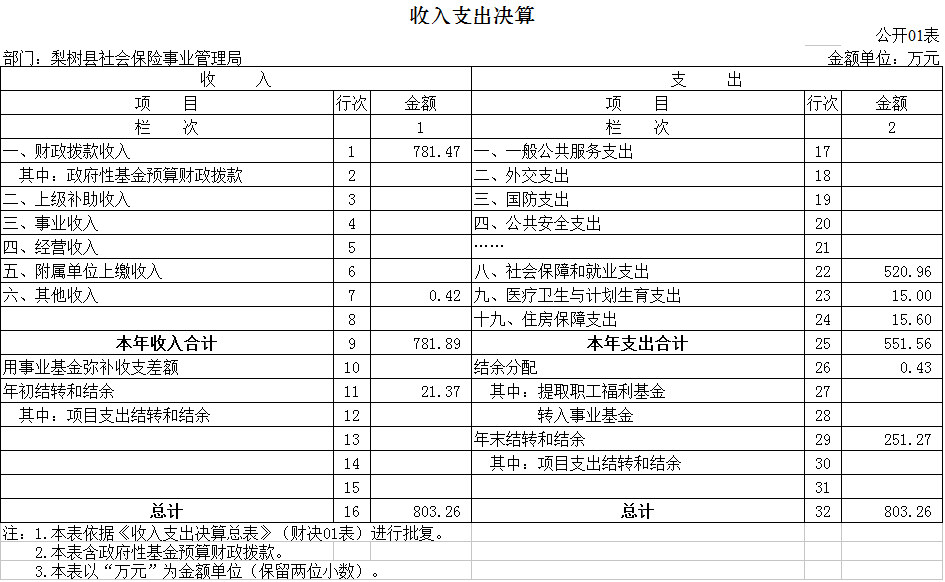 收入支出决算
公开01表
部门：梨树县社会保险事业管理局 金额单位：万元
收 入 支 出
项 目 行次 金额 项 目 行次 金额
栏 次 1 栏 次 2
一、财政拨款收入 1 781.47 一、一般公共服务支出 17
其中：政府性基金预算财政拨款 2 二、外交支出 18
二、上级补助收入 3 三、国防支出 19
三、事业收入 4 四、公共安全支出 20
四、经营收入 5 …… 21
五、附属单位上缴收入 6 八、社会保障和就业支出 22 520.96
六、其他收入 7 0.42 九、医疗卫生与计划生育支出 23 15.00
8 十九、住房保障支出 24 15.60
本年收入合计 9 781.89 本年支出合计 25 551.56
用事业基金弥补收支差额 10 结余分配 26 0.43
年初结转和结余 11 21.37 其中：提取职工福利基金 27
其中：项目支出结转和结余 12 转入事业基金 28
13 年末结转和结余 29 251.27
14 其中：项目支出结转和结余 30
15 31
总计 16 803.26 总计 32 803.26
注：1.本表依据《收入支出决算总表》（财决01表）进行批复。
2.本表含政府性基金预算财政拨款。
3.本表以“万元”为金额单位（保留两位小数）。